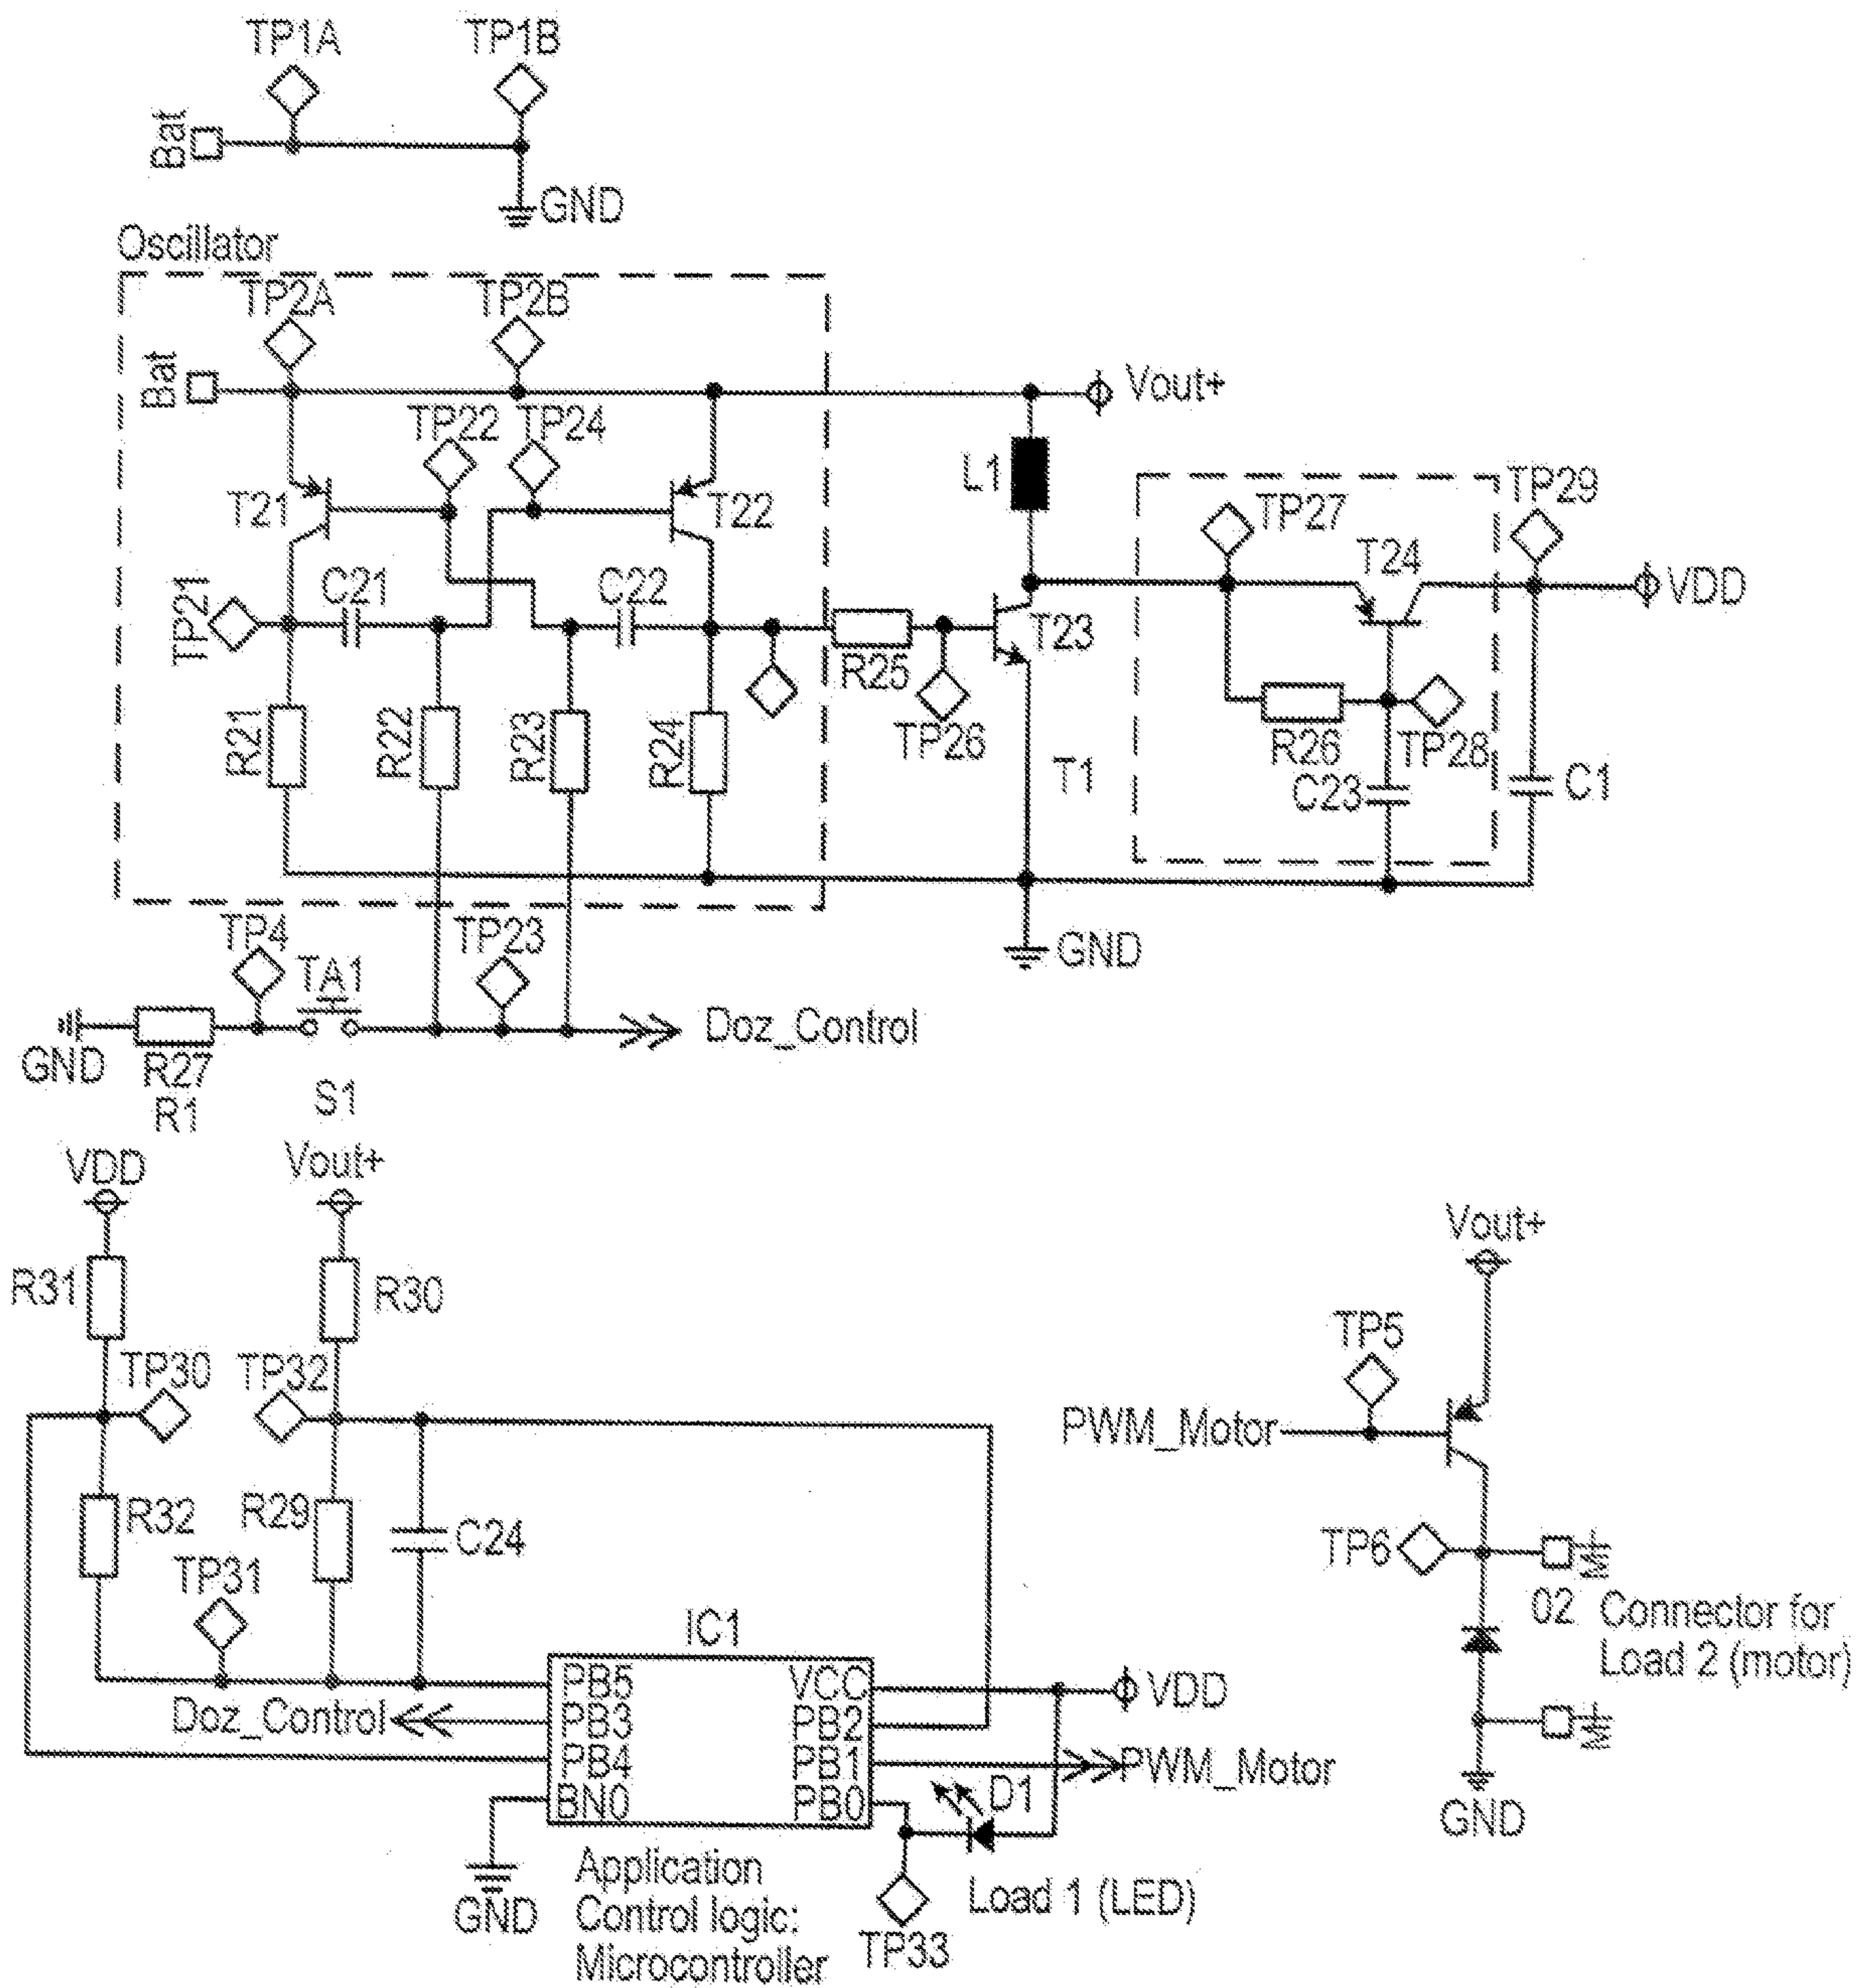 TP1A
TP1B
Bat
GND
Oscillator
TP2A
TP2B
Bat
Vout+
TP22
TP24
T21
T22
L1
TP27
TP29
T24
VDD
TP21
C21
C22
T23
R25
TP26
R21
R22
R23
R24
R26
TP28
T1
C23
C1
GND
TP4
TA1
TP23
Doz_Control
GND
R27
R1
S1
VDD
Vout+
R31
R30
TP30
TP32
R32
R29
C24
TP31
Vout+
TP5
PWM_Motor
TP6
02
Connector for
Load 2 (motor)
GND
IC1
PB5
VCC
VDD
Doz_Control
PB3
PB2
PB4
PB1
PWM_Motor
BN0
PB0
D1
GND
Application
Control logic:
Microcontroller
Load 1 (LED)
TP33